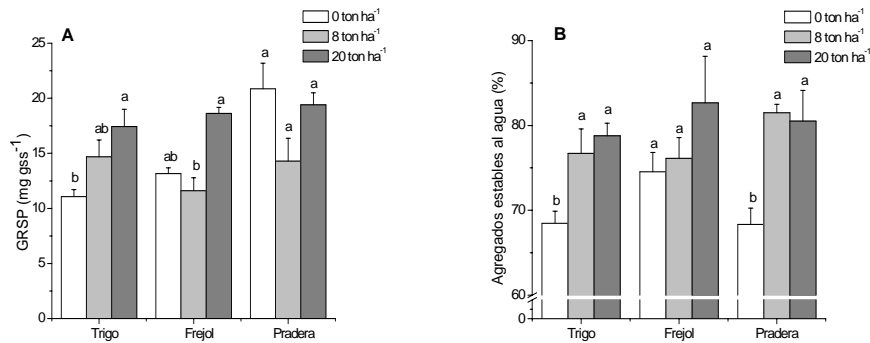 A
0 ton ha⁻¹
8 ton ha⁻¹
20 ton ha⁻¹
GRSP (mg gss⁻¹)
25
20
15
10
5
0
b
ab
a
ab
b
a
a
a
a
Trigo
Frejol
Pradera
B
0 ton ha⁻¹
8 ton ha⁻¹
20 ton ha⁻¹
Agregados estables al agua (%)
90
80
70
60
0
b
a
a
a
a
a
b
a
a
Trigo
Frejol
Pradera